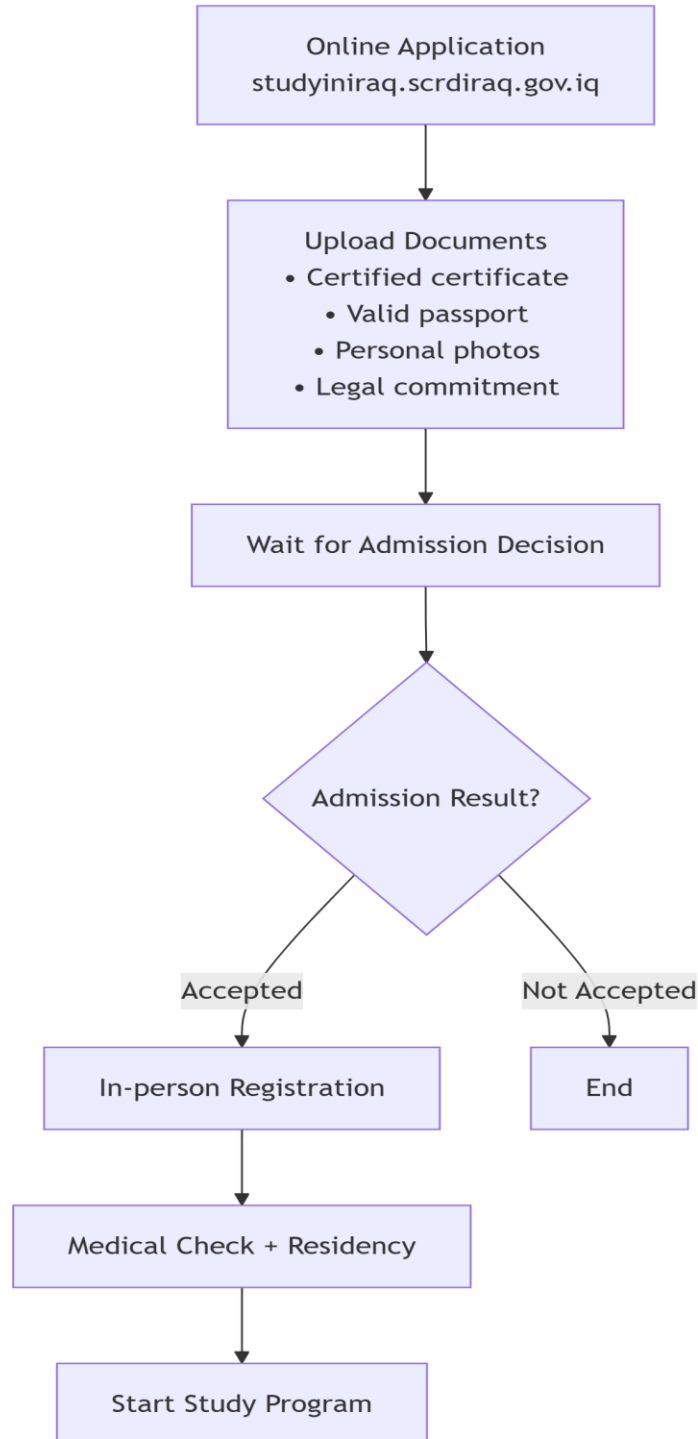 Online Application
studyiniraq.scrdiraq.gov.iq
Upload Documents
• Certified certificate
• Valid passport
• Personal photos
• Legal commitment
Wait for Admission Decision
Admission Result?
Accepted
Not Accepted
In-person Registration
End
Medical Check + Residency
Start Study Program